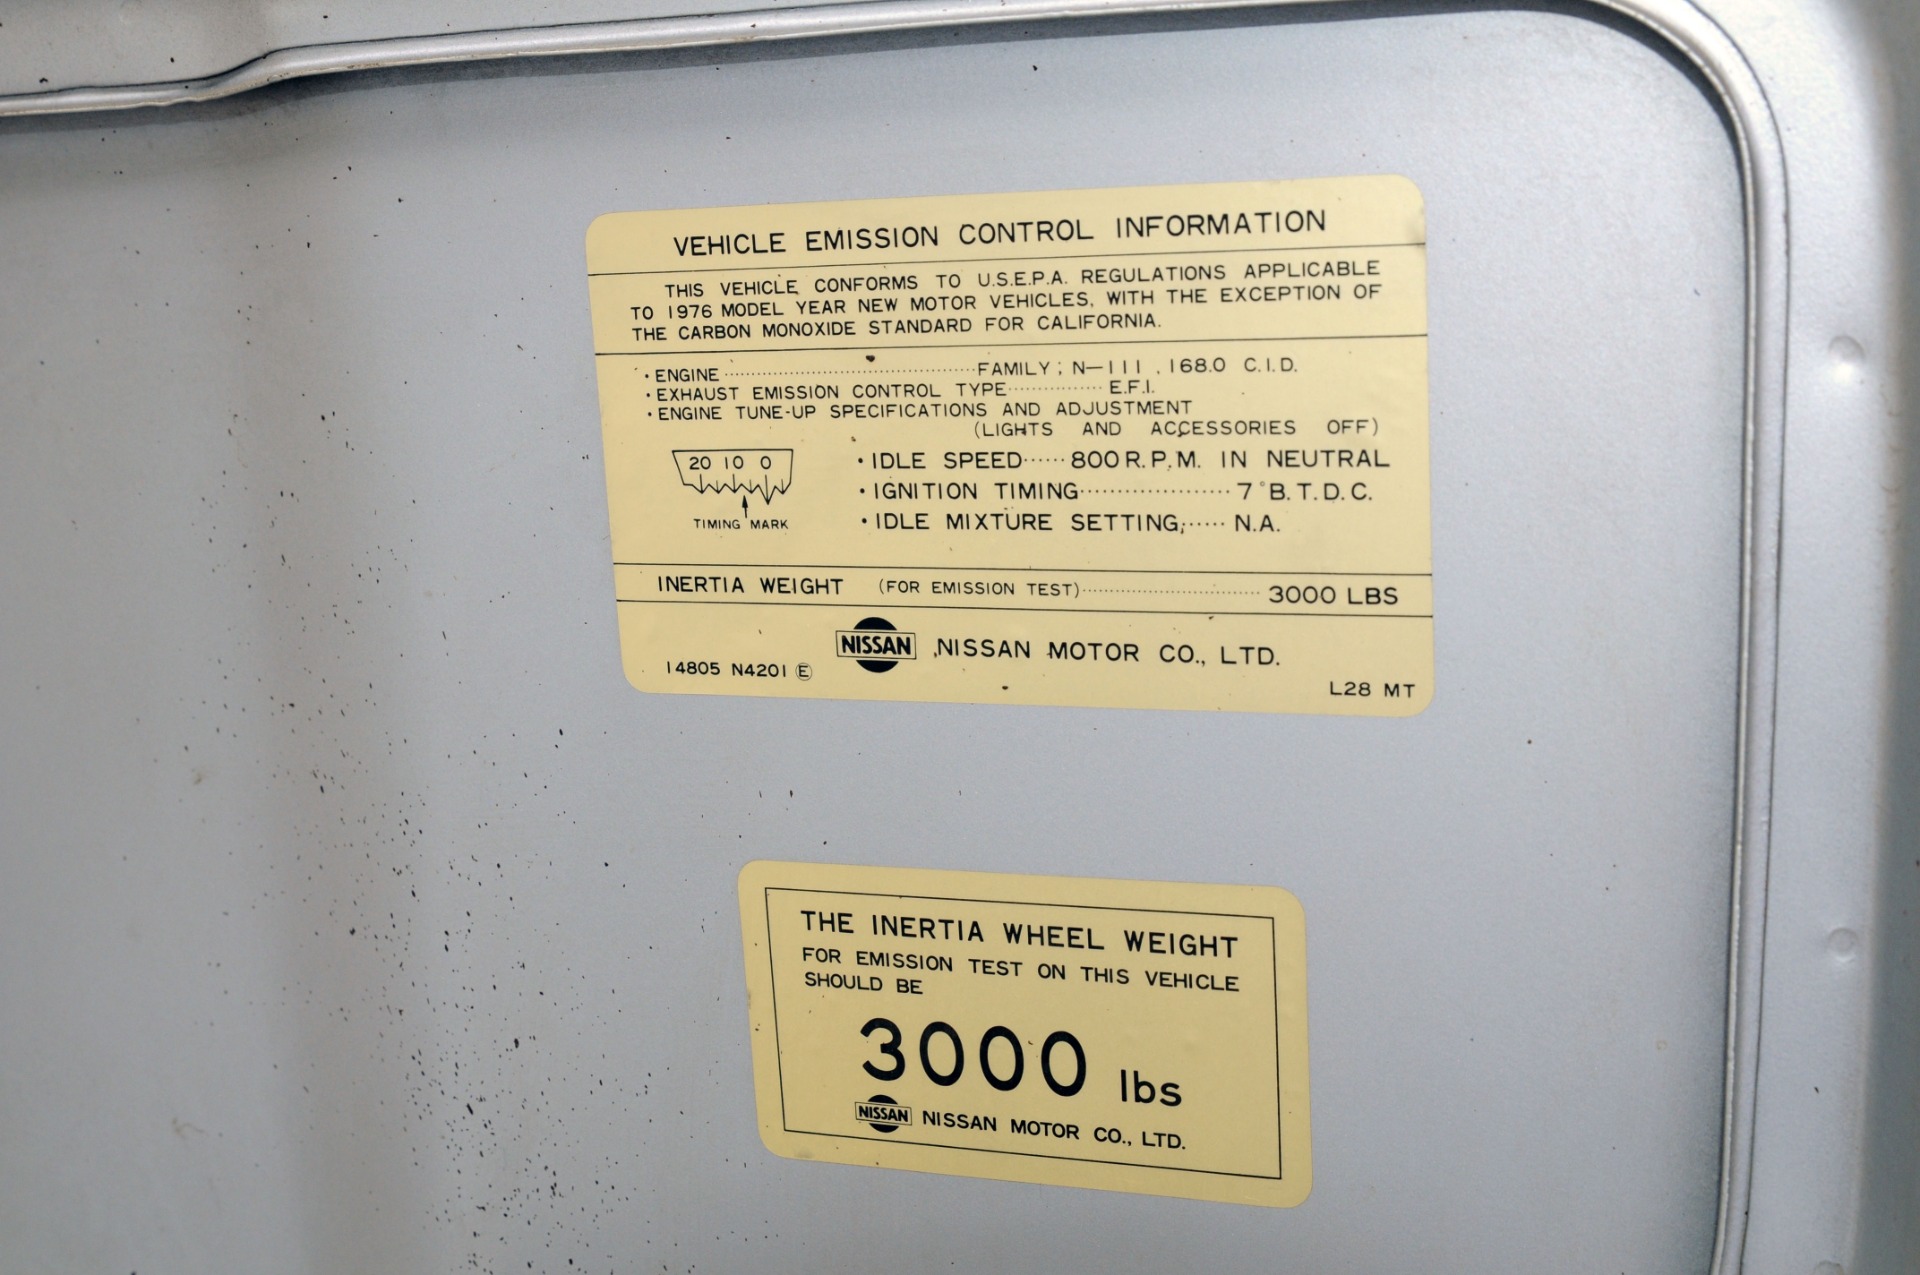 VEHICLE EMISSION CONTROL INFORMATION
THIS VEHICLE CONFORMS TO U.S.E.P.A. REGULATIONS APPLICABLE
TO 1976 MODEL YEAR NEW MOTOR VEHICLES, WITH THE EXCEPTION OF
THE CARBON MONOXIDE STANDARD FOR CALIFORNIA.
• ENGINE ........................................ FAMILY ; N—111 , 168.0 C.I.D.
• EXHAUST EMISSION CONTROL TYPE ................ E.F.I.
• ENGINE TUNE-UP SPECIFICATIONS AND ADJUSTMENT
(LIGHTS AND ACCESSORIES OFF)
20 10 0
TIMING MARK
• IDLE SPEED ...... 800 R.P.M. IN NEUTRAL
• IGNITION TIMING .................... 7° B.T.D.C.
• IDLE MIXTURE SETTING ...... N.A.
INERTIA WEIGHT (FOR EMISSION TEST) ............................ 3000 LBS
NISSAN NISSAN MOTOR CO., LTD.
14805 N4201 Ⓔ
L28 MT
THE INERTIA WHEEL WEIGHT
FOR EMISSION TEST ON THIS VEHICLE
SHOULD BE
3000 lbs
NISSAN NISSAN MOTOR CO., LTD.